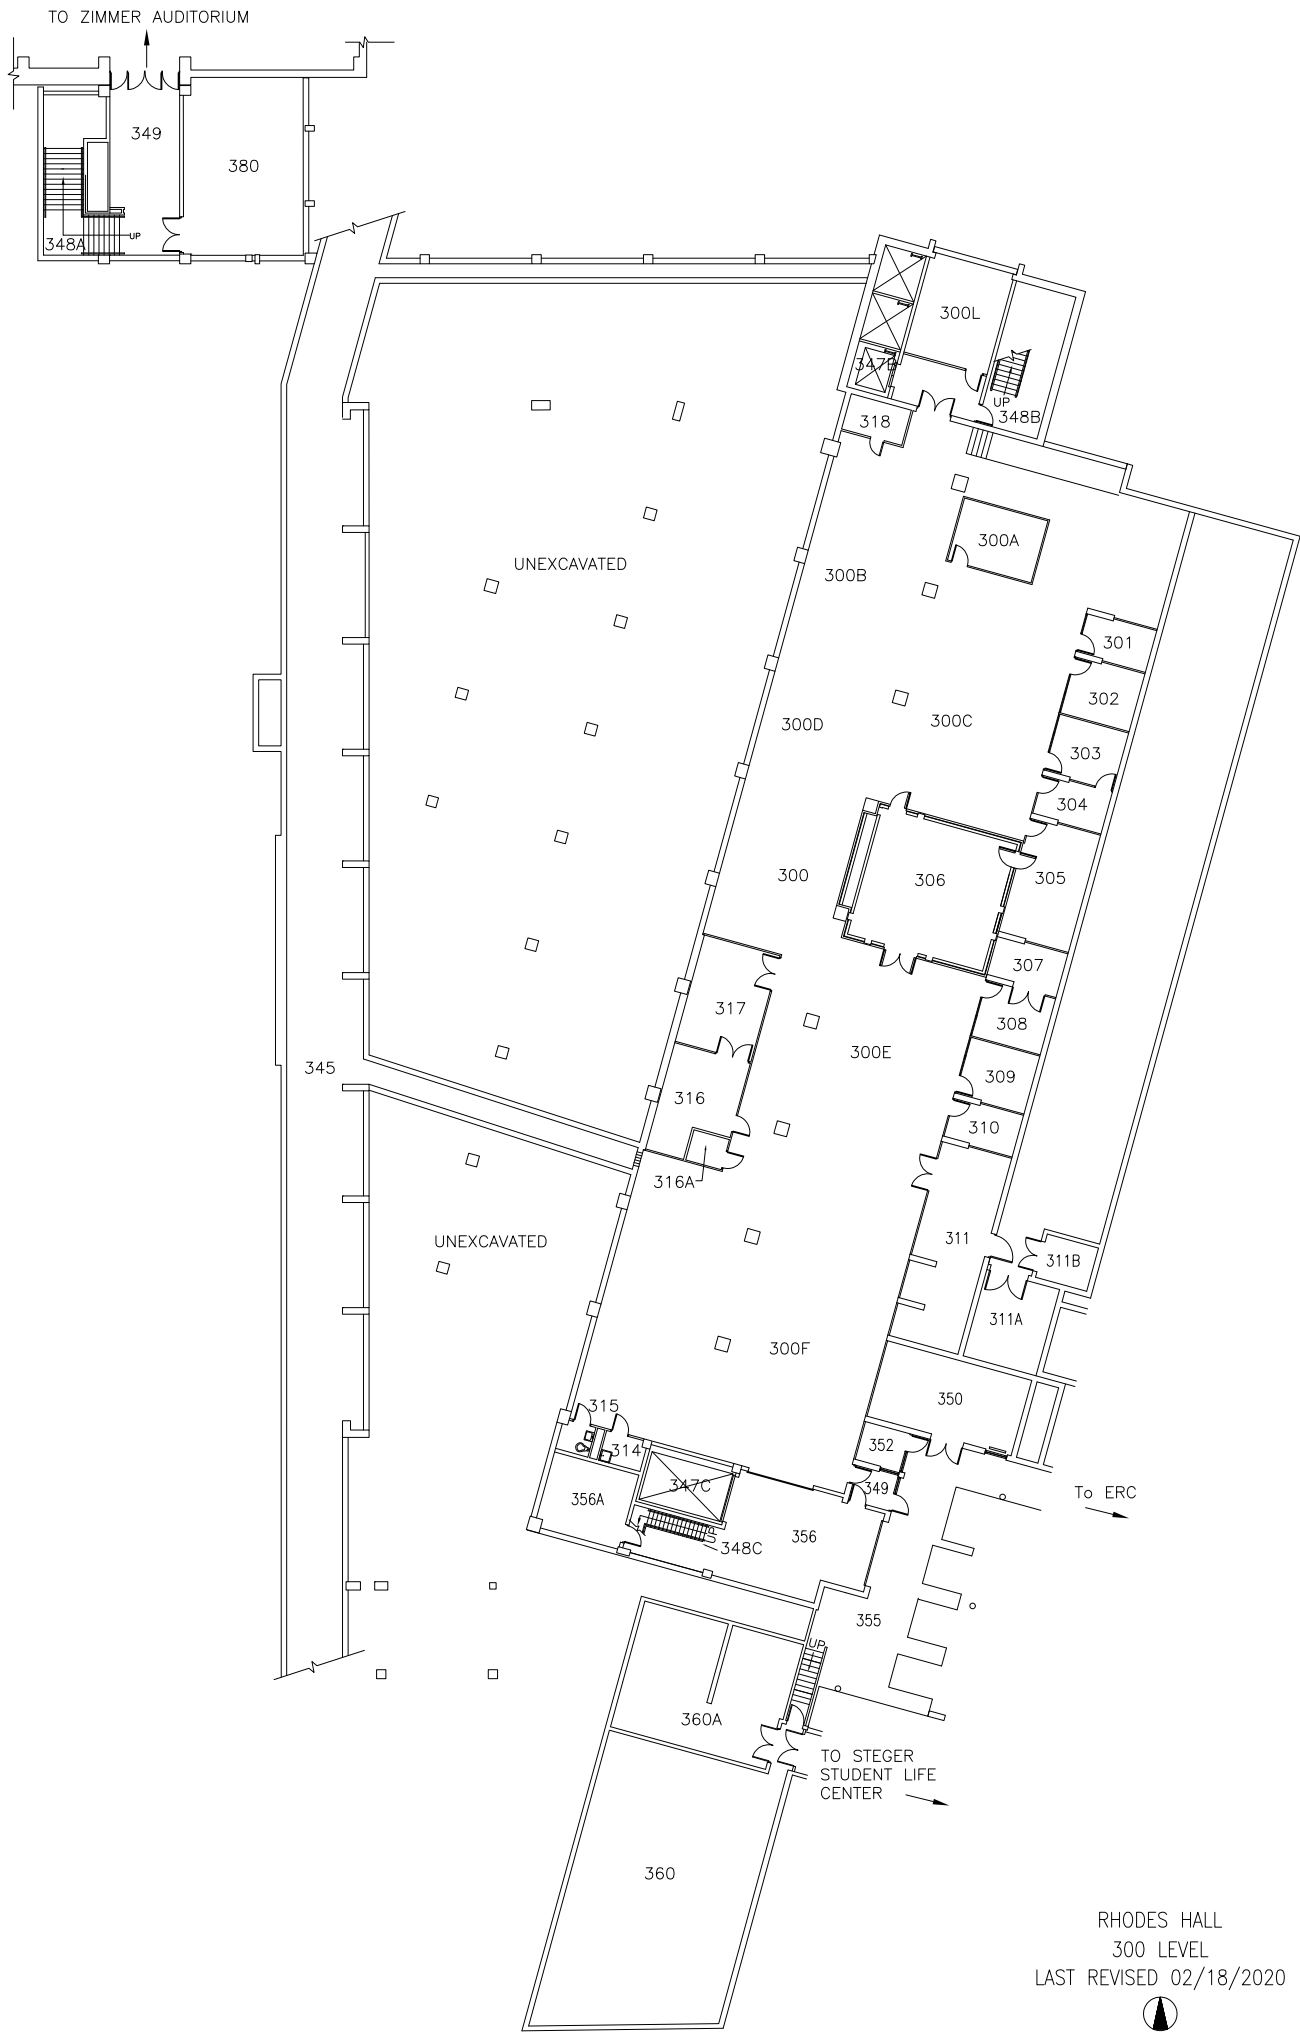 TO ZIMMER AUDITORIUM
349
380
348A
UP
300L
347B
UP
348B
318
300A
UNEXCAVATED
300B
301
302
300D
300C
303
304
300
306
305
307
317
308
300E
345
309
316
310
316A
UNEXCAVATED
311
311B
311A
300F
350
315
314
352
347C
349
356A
To ERC
356
348C
355
UP
360A
TO STEGER
STUDENT LIFE
CENTER
360
RHODES HALL
300 LEVEL
LAST REVISED 02/18/2020